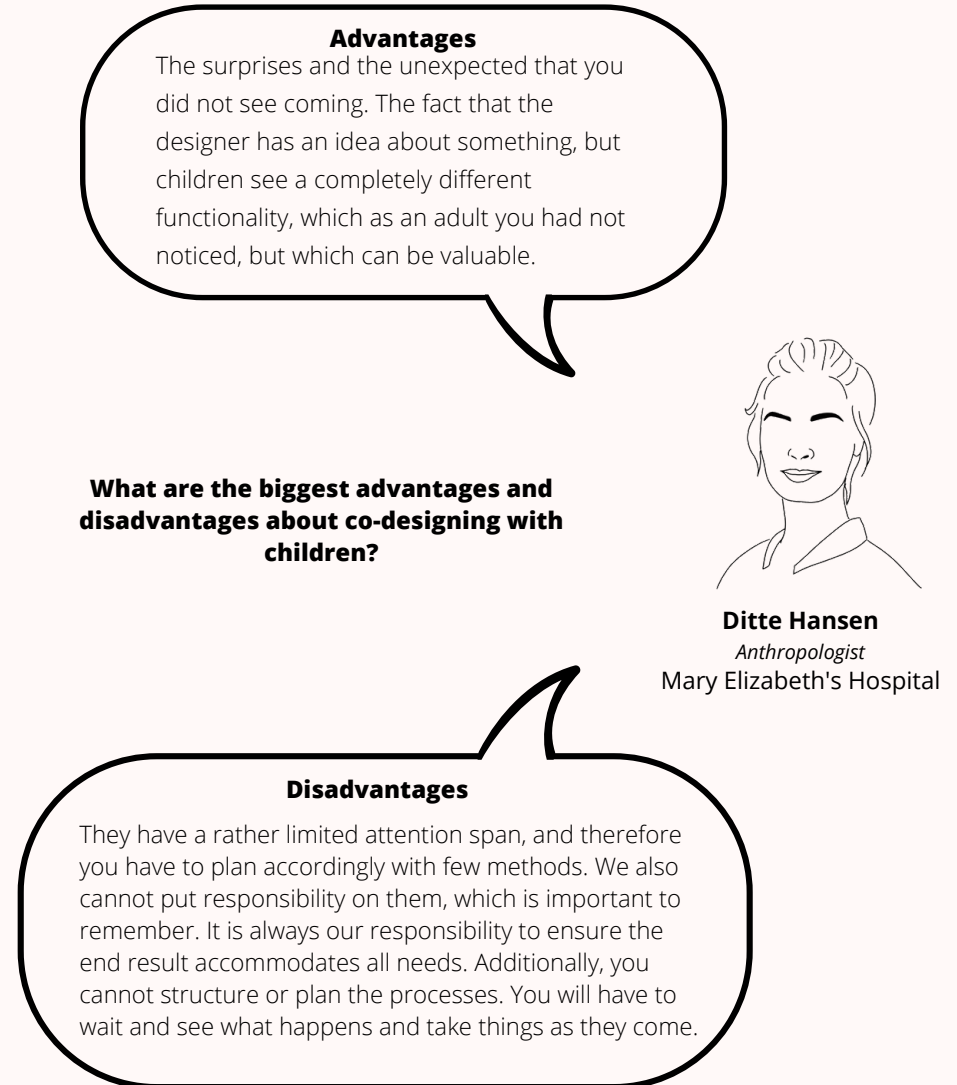 Advantages
The surprises and the unexpected that you
did not see coming. The fact that the
designer has an idea about something, but
children see a completely different
functionality, which as an adult you had not
noticed, but which can be valuable.
What are the biggest advantages and
disadvantages about co-designing with
children?
Ditte Hansen
Anthropologist
Mary Elizabeth's Hospital
Disadvantages
They have a rather limited attention span, and therefore
you have to plan accordingly with few methods. We also
cannot put responsibility on them, which is important to
remember. It is always our responsibility to ensure the
end result accommodates all needs. Additionally, you
cannot structure or plan the processes. You will have to
wait and see what happens and take things as they come.